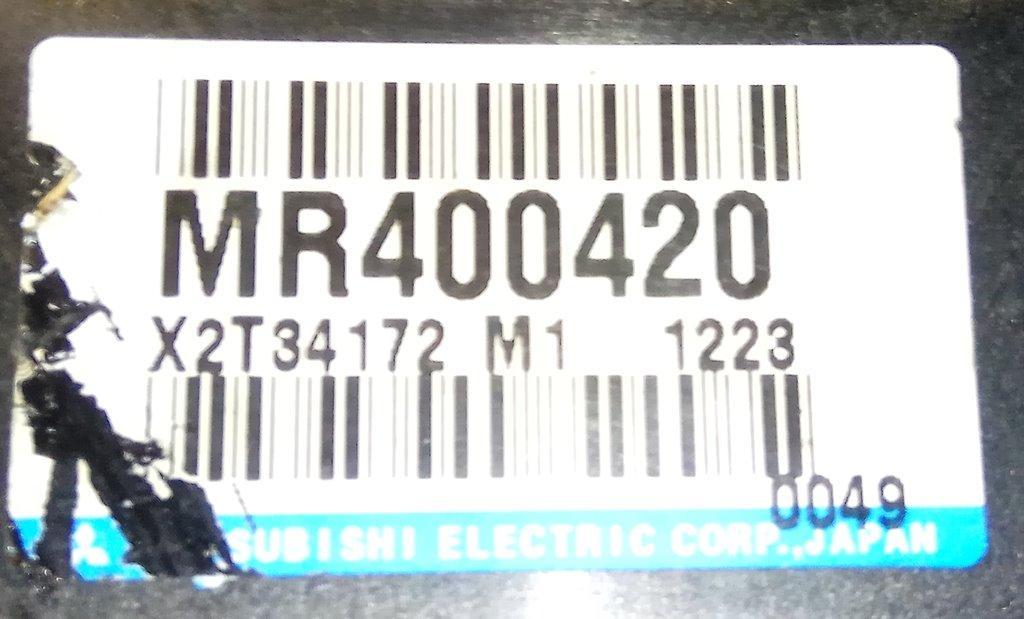 MR400420
X2T34172 M1 1223
0049
SUBISHI ELECTRIC CORP.,JAPAN